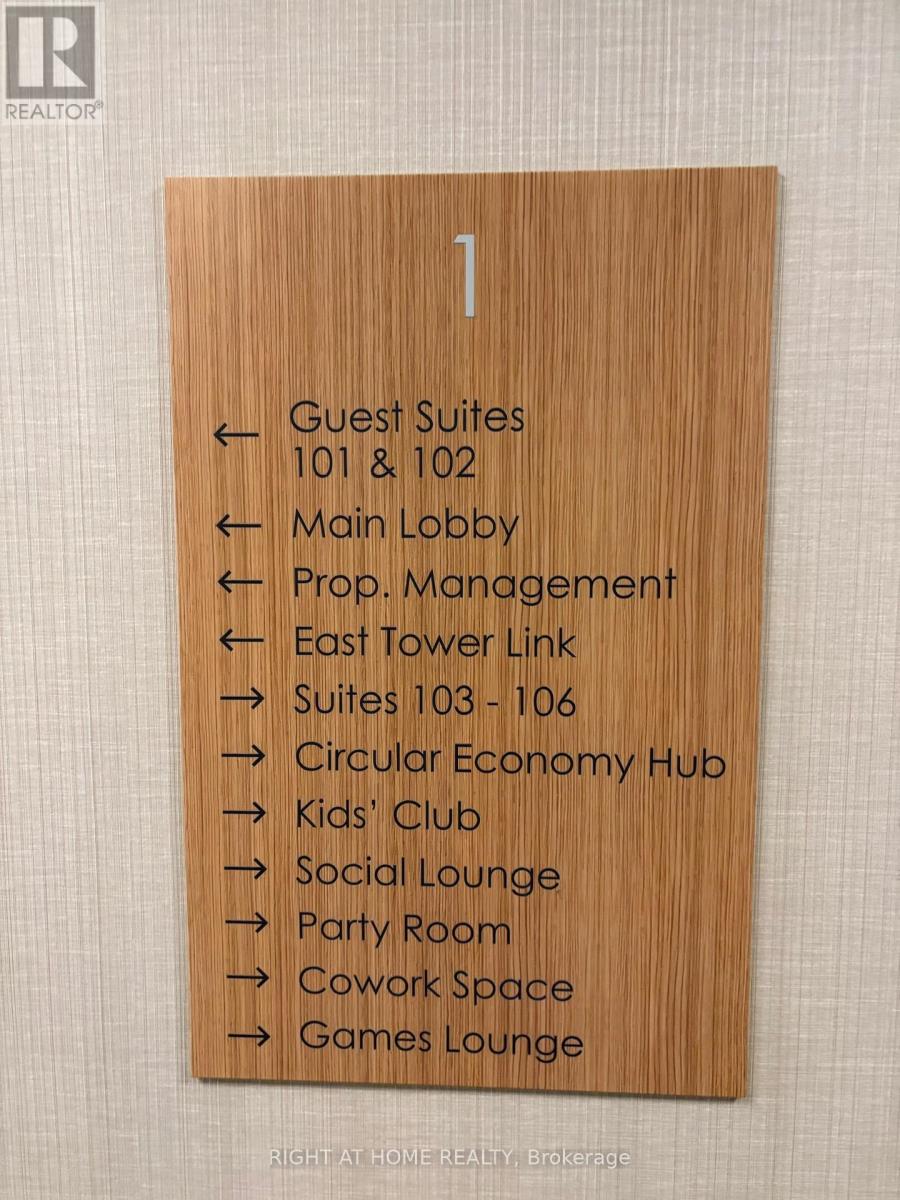 R
REALTOR®
1
← Guest Suites
101 & 102
← Main Lobby
← Prop. Management
← East Tower Link
→ Suites 103 - 106
→ Circular Economy Hub
→ Kids’ Club
→ Social Lounge
→ Party Room
→ Cowork Space
→ Games Lounge
RIGHT AT HOME REALTY, Brokerage